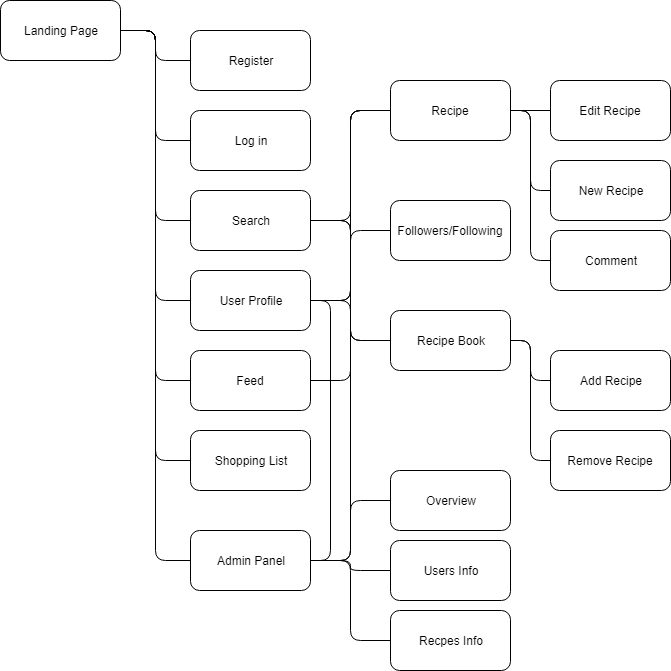 Landing Page
Register
Log in
Search
User Profile
Feed
Shopping List
Admin Panel
Recipe
Followers/Following
Recipe Book
Overview
Users Info
Recpes Info
Edit Recipe
New Recipe
Comment
Add Recipe
Remove Recipe